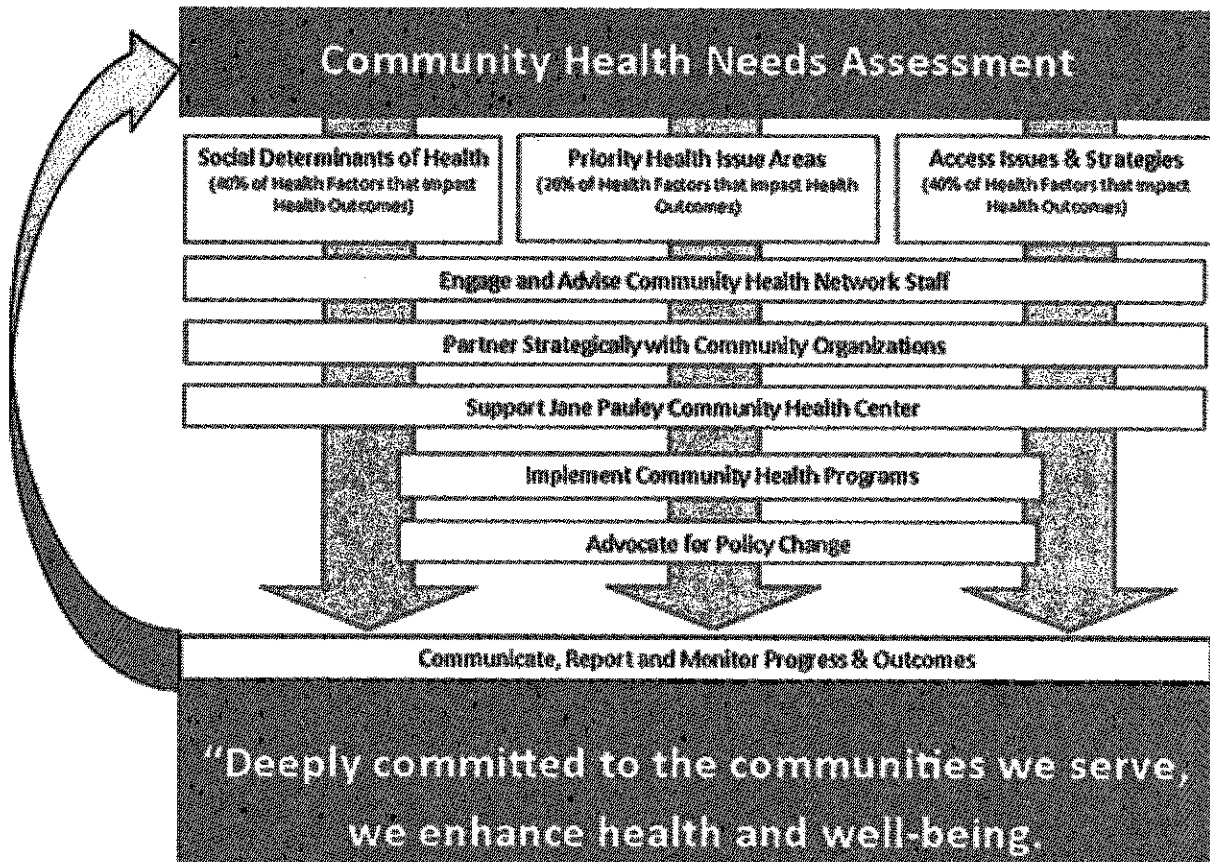 Community Health Needs Assessment
Social Determinants of Health
(40% of Health Factors that Impact
Health Outcomes)
Priority Health Issue Areas
(20% of Health Factors that Impact Health
Outcomes)
Access Issues & Strategies
(40% of Health Factors that Impact
Health Outcomes)
Engage and Advise Community Health Network Staff
Partner Strategically with Community Organizations
Support Jane Pauley Community Health Center
Implement Community Health Programs
Advocate for Policy Change
Communicate, Report and Monitor Progress & Outcomes
“Deeply committed to the communities we serve,
we enhance health and well-being.